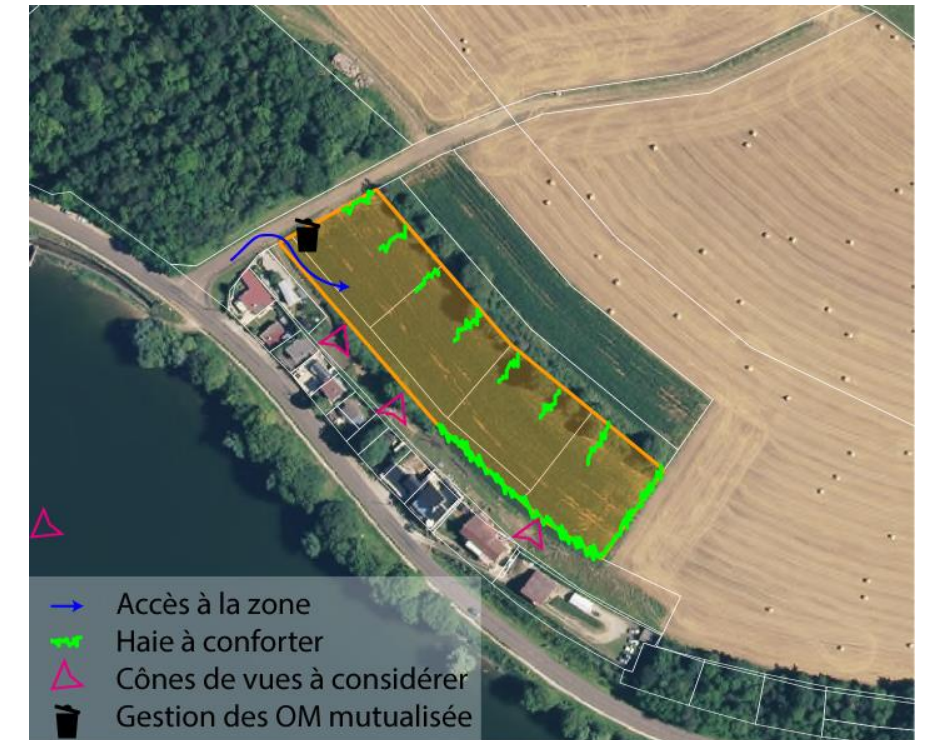 Accès à la zone
Haie à conforter
Cônes de vues à considérer
Gestion des OM mutualisée